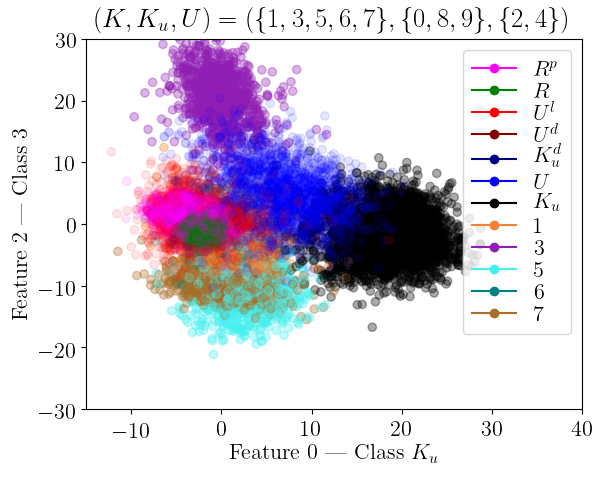 (K, K_u, U) = ({1, 3, 5, 6, 7}, {0, 8, 9}, {2, 4})
30
20
10
0
−10
−20
−30
Feature 2 — Class 3
R^p
R
U^l
U^d
K_u^d
U
K_u
1
3
5
6
7
−10 0 10 20 30 40
Feature 0 — Class K_u